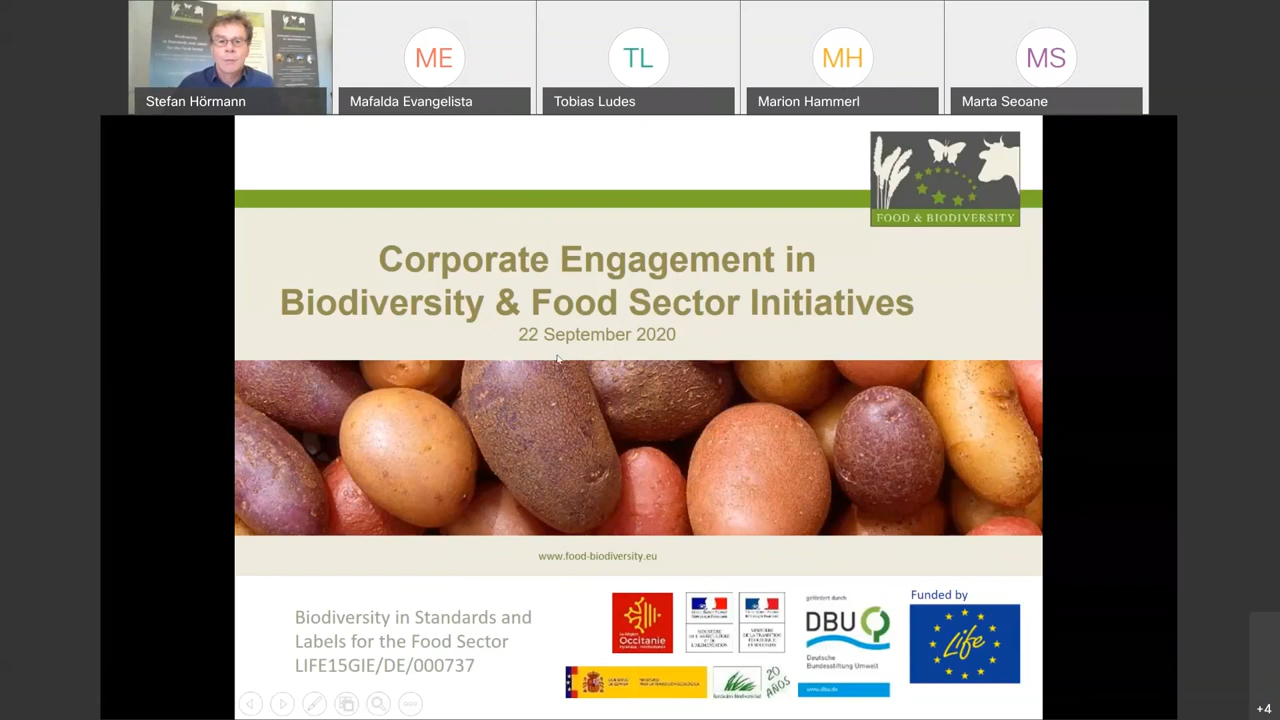 ME
TL
MH
MS
Stefan Hörmann
Mafalda Evangelista
Tobias Ludes
Marion Hammerl
Marta Seoane
FOOD & BIODIVERSITY
Corporate Engagement in
Biodiversity & Food Sector Initiatives
22 September 2020
www.food-biodiversity.eu
Biodiversity in Standards and
Labels for the Food Sector
LIFE15GIE/DE/000737
La Région
Occitanie
gefördert durch
DBU
Deutsche
Bundesstiftung Umwelt
www.dbu.de
Funded by
Life
20
AÑOS
+4